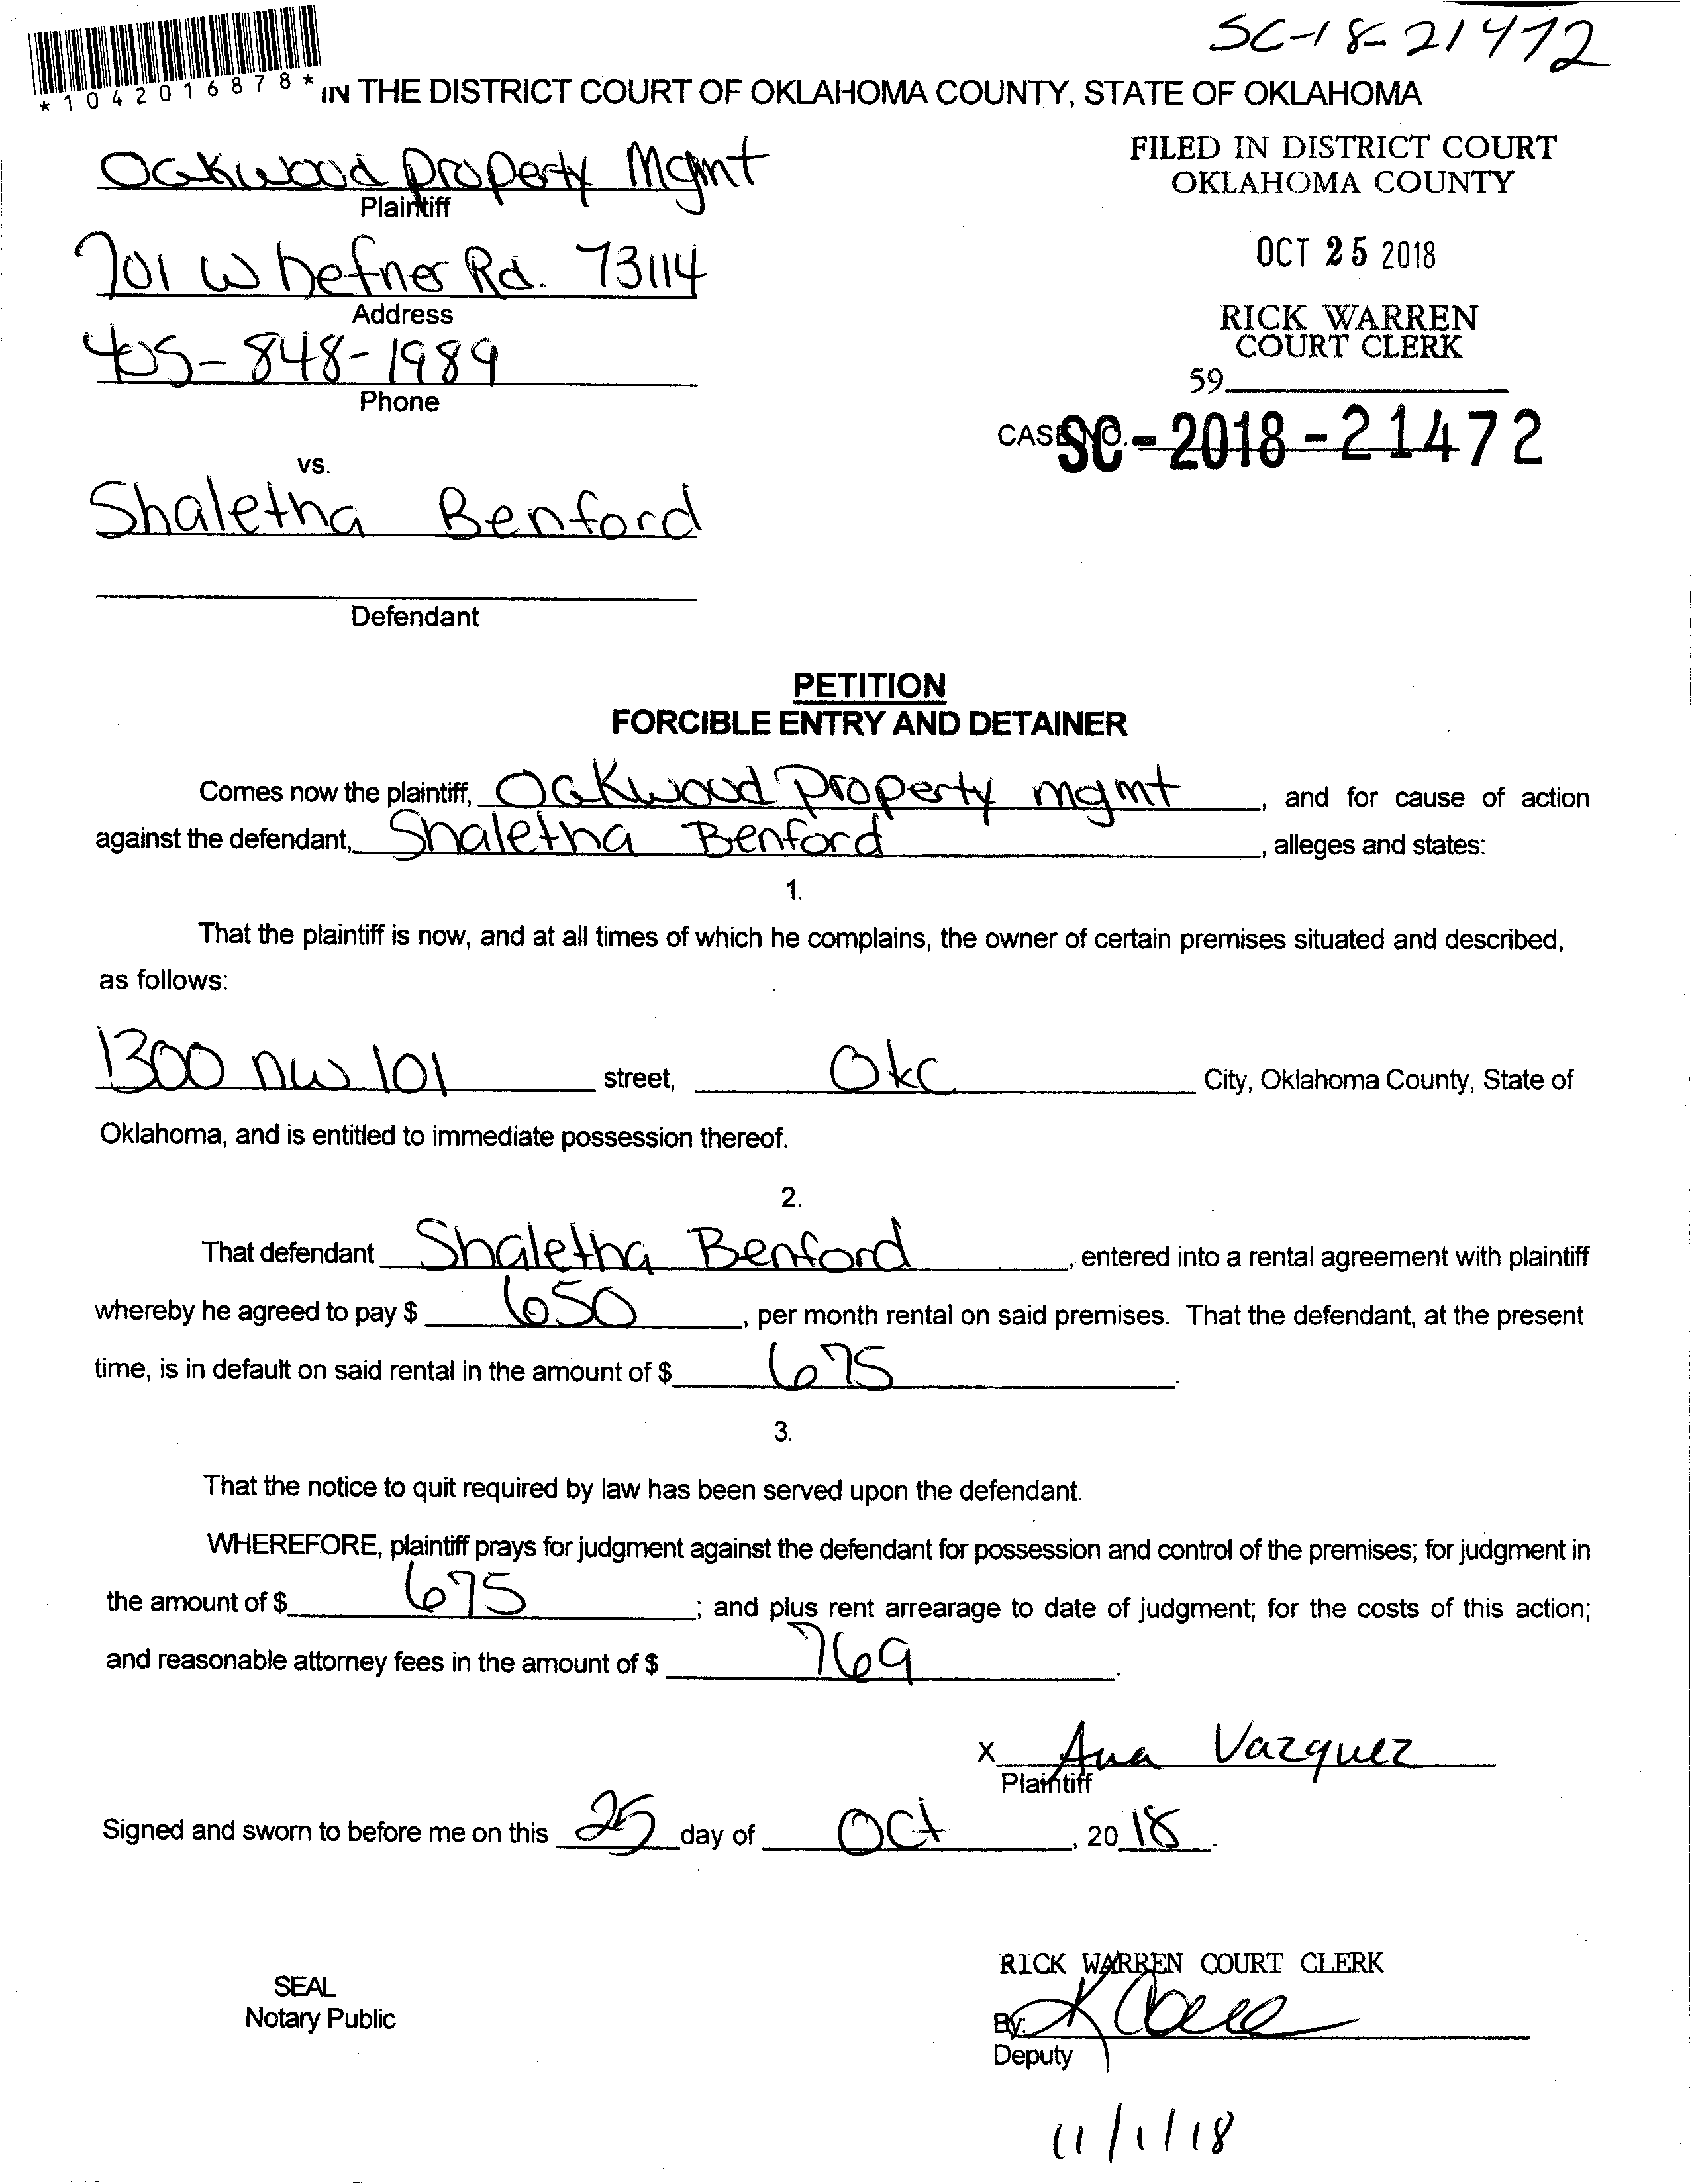 SC-18-21472
*1042016878*
IN THE DISTRICT COURT OF OKLAHOMA COUNTY, STATE OF OKLAHOMA
Oakwood Property Mgmt
Plaintiff
FILED IN DISTRICT COURT
OKLAHOMA COUNTY
701 W hefner Rd. 73114
Address
OCT 25 2018
405-848-1989
Phone
RICK WARREN
COURT CLERK
59
CASE NO. SC-2018-21472
vs.
Shaletha Benford
Defendant
PETITION
FORCIBLE ENTRY AND DETAINER
Comes now the plaintiff, Oakwood Property mgmt, and for cause of action
against the defendant, Shaletha Benford, alleges and states:
1.
That the plaintiff is now, and at all times of which he complains, the owner of certain premises situated and described,
as follows:
1300 nw 101 street, Okc City, Oklahoma County, State of
Oklahoma, and is entitled to immediate possession thereof.
2.
That defendant Shaletha Benford, entered into a rental agreement with plaintiff
whereby he agreed to pay $ 650, per month rental on said premises. That the defendant, at the present
time, is in default on said rental in the amount of $ 675.
3.
That the notice to quit required by law has been served upon the defendant.
WHEREFORE, plaintiff prays for judgment against the defendant for possession and control of the premises; for judgment in
the amount of $ 675; and plus rent arrearage to date of judgment; for the costs of this action;
and reasonable attorney fees in the amount of $ 769.
X Ana Vazquez
Plaintiff
Signed and sworn to before me on this 25 day of Oct, 2018.
SEAL
Notary Public
RICK WARREN COURT CLERK
By:
Deputy
11/1/18